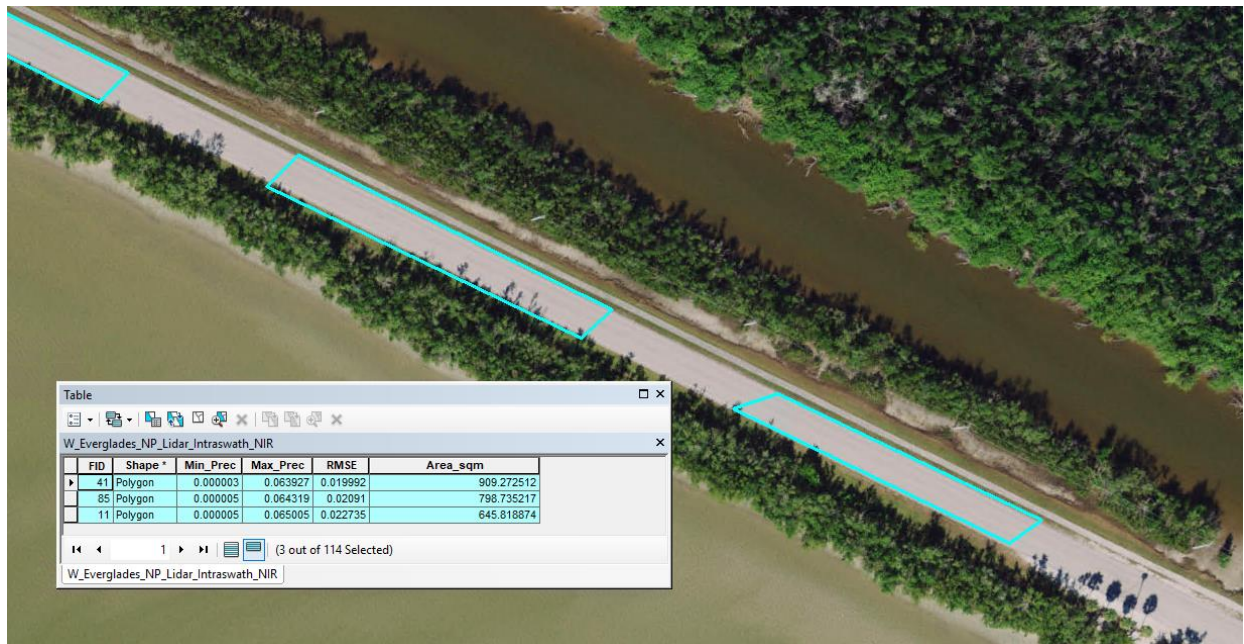 Table
W_Everglades_NP_Lidar_Intraswath_NIR
FID Shape * Min_Prec Max_Prec RMSE Area_sqm
41 Polygon 0.000003 0.063927 0.019992 909.272512
85 Polygon 0.000005 0.064319 0.02091 798.735217
11 Polygon 0.000005 0.065005 0.022735 645.818874
1 (3 out of 114 Selected)
W_Everglades_NP_Lidar_Intraswath_NIR